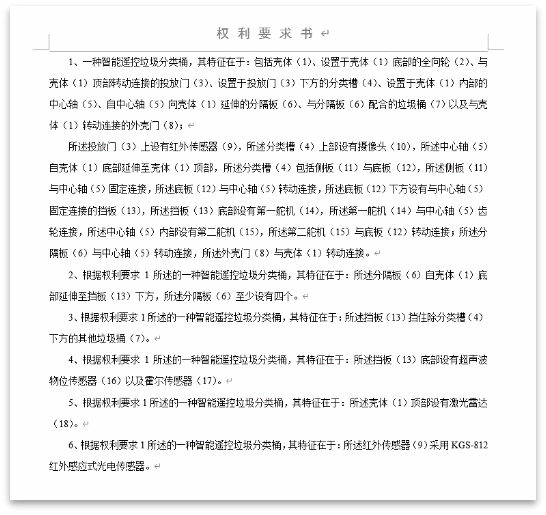 权利要求书
1、一种智能遥控垃圾分类桶，其特征在于：包括壳体（1）、设置于壳体（1）底部的全向轮（2）、与
壳体（1）顶部转动连接的投放门（3）、设置于投放门（3）下方的分类槽（4）、设置于壳体（1）内部的
中心轴（5）、自中心轴（5）向壳体（1）延伸的分隔板（6）、与分隔板（6）配合的垃圾桶（7）以及与壳
体（1）转动连接的外壳门（8）；
所述投放门（3）上设有红外传感器（9），所述分类槽（4）上部设有摄像头（10），所述中心轴（5）
自壳体（1）底部延伸至壳体（1）顶部，所述分类槽（4）包括侧板（11）与底板（12），所述侧板（11）
与中心轴（5）固定连接，所述底板（12）与中心轴（5）转动连接，所述底板（12）下方设有与中心轴（5）
固定连接的挡板（13），所述挡板（13）底部设有第一舵机（14），所述第一舵机（14）与中心轴（5）齿
轮连接，所述中心轴（5）内部设有第二舵机（15），所述第二舵机（15）与底板（12）转动连接；所述分
隔板（6）与中心轴（5）转动连接，所述外壳门（8）与壳体（1）转动连接。
2、根据权利要求 1 所述的一种智能遥控垃圾分类桶，其特征在于：所述分隔板（6）自壳体（1）底
部延伸至挡板（13）下方，所述分隔板（6）至少设有四个。
3、根据权利要求 1 所述的一种智能遥控垃圾分类桶，其特征在于：所述挡板（13）挡住除分类槽（4）
下方的其他垃圾桶（7）。
4、根据权利要求 1 所述的一种智能遥控垃圾分类桶，其特征在于：所述挡板（13）底部设有超声波
物位传感器（16）以及霍尔传感器（17）。
5、根据权利要求 1 所述的一种智能遥控垃圾分类桶，其特征在于：所述壳体（1）顶部设有激光雷达
（18）。
6、根据权利要求 1 所述的一种智能遥控垃圾分类桶，其特征在于：所述红外传感器（9）采用 KGS-812
红外感应式光电传感器。